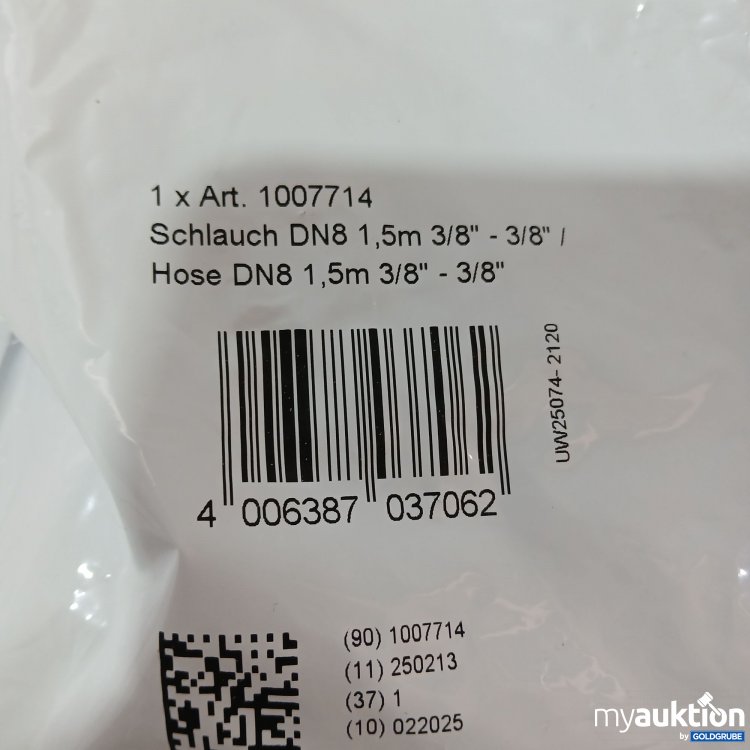 1 x Art. 1007714
Schlauch DN8 1,5m 3/8" - 3/8" /
Hose DN8 1,5m 3/8" - 3/8"
UW25074- 2120
4 006387 037062
(90) 1007714
(11) 250213
(37) 1
(10) 022025
myauktion
by GOLDGRUBE